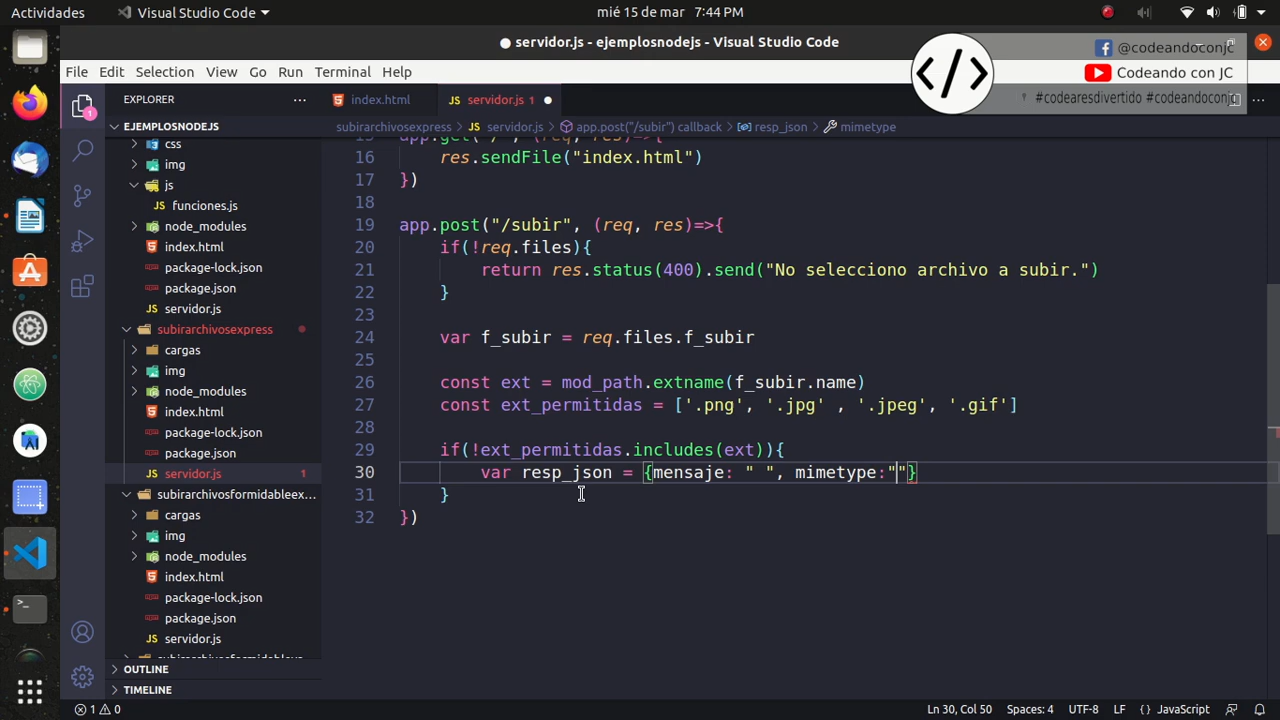 Actividades
Visual Studio Code
mié 15 de mar 7:44 PM
servidor.js - ejemplosnodejs - Visual Studio Code
@codeandoconjc
Codeando con JC
#codearesdivertido #codeandoconj
File Edit Selection View Go Run Terminal Help
EXPLORER
index.html
servidor.js 1
EJEMPLOSNODEJS
subirarchivosexpress > servidor.js > app.post("/subir") callback > resp_json > mimetype
css
img
js
funciones.js
node_modules
index.html
package-lock.json
package.json
servidor.js
subirarchivosexpress
cargas
img
node_modules
index.html
package-lock.json
package.json
servidor.js 1
subirarchivosformidableex...
cargas
img
node_modules
index.html
package-lock.json
package.json
servidor.js
OUTLINE
TIMELINE
16 res.sendFile("index.html")
17 })
18
19 app.post("/subir", (req, res)=>{
20 if(!req.files){
21 return res.status(400).send("No selecciono archivo a subir.")
22 }
23
24 var f_subir = req.files.f_subir
25
26 const ext = mod_path.extname(f_subir.name)
27 const ext_permitidas = ['.png', '.jpg' , '.jpeg', '.gif']
28
29 if(!ext_permitidas.includes(ext)){
30 var resp_json = {mensaje: " ", mimetype:""}
31 }
32 })
1 0
Ln 30, Col 50
Spaces: 4
UTF-8
LF
{ } JavaScript